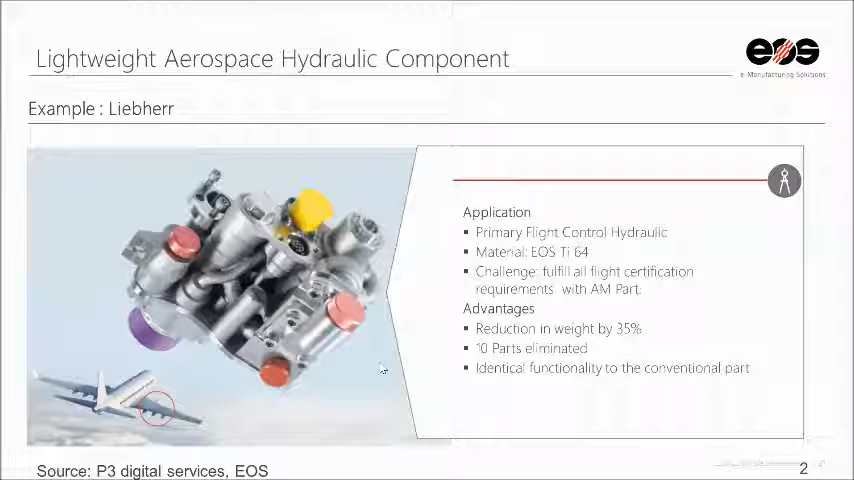 Lightweight Aerospace Hydraulic Component
eos
e-Manufacturing Solutions
Example : Liebherr
Application
Primary Flight Control Hydraulic
Material: EOS Ti 64
Challenge: fulfill all flight certification
requirements with AM Part.
Advantages
Reduction in weight by 35%
10 Parts eliminated
Identical functionality to the conventional part
Source: P3 digital services, EOS
2